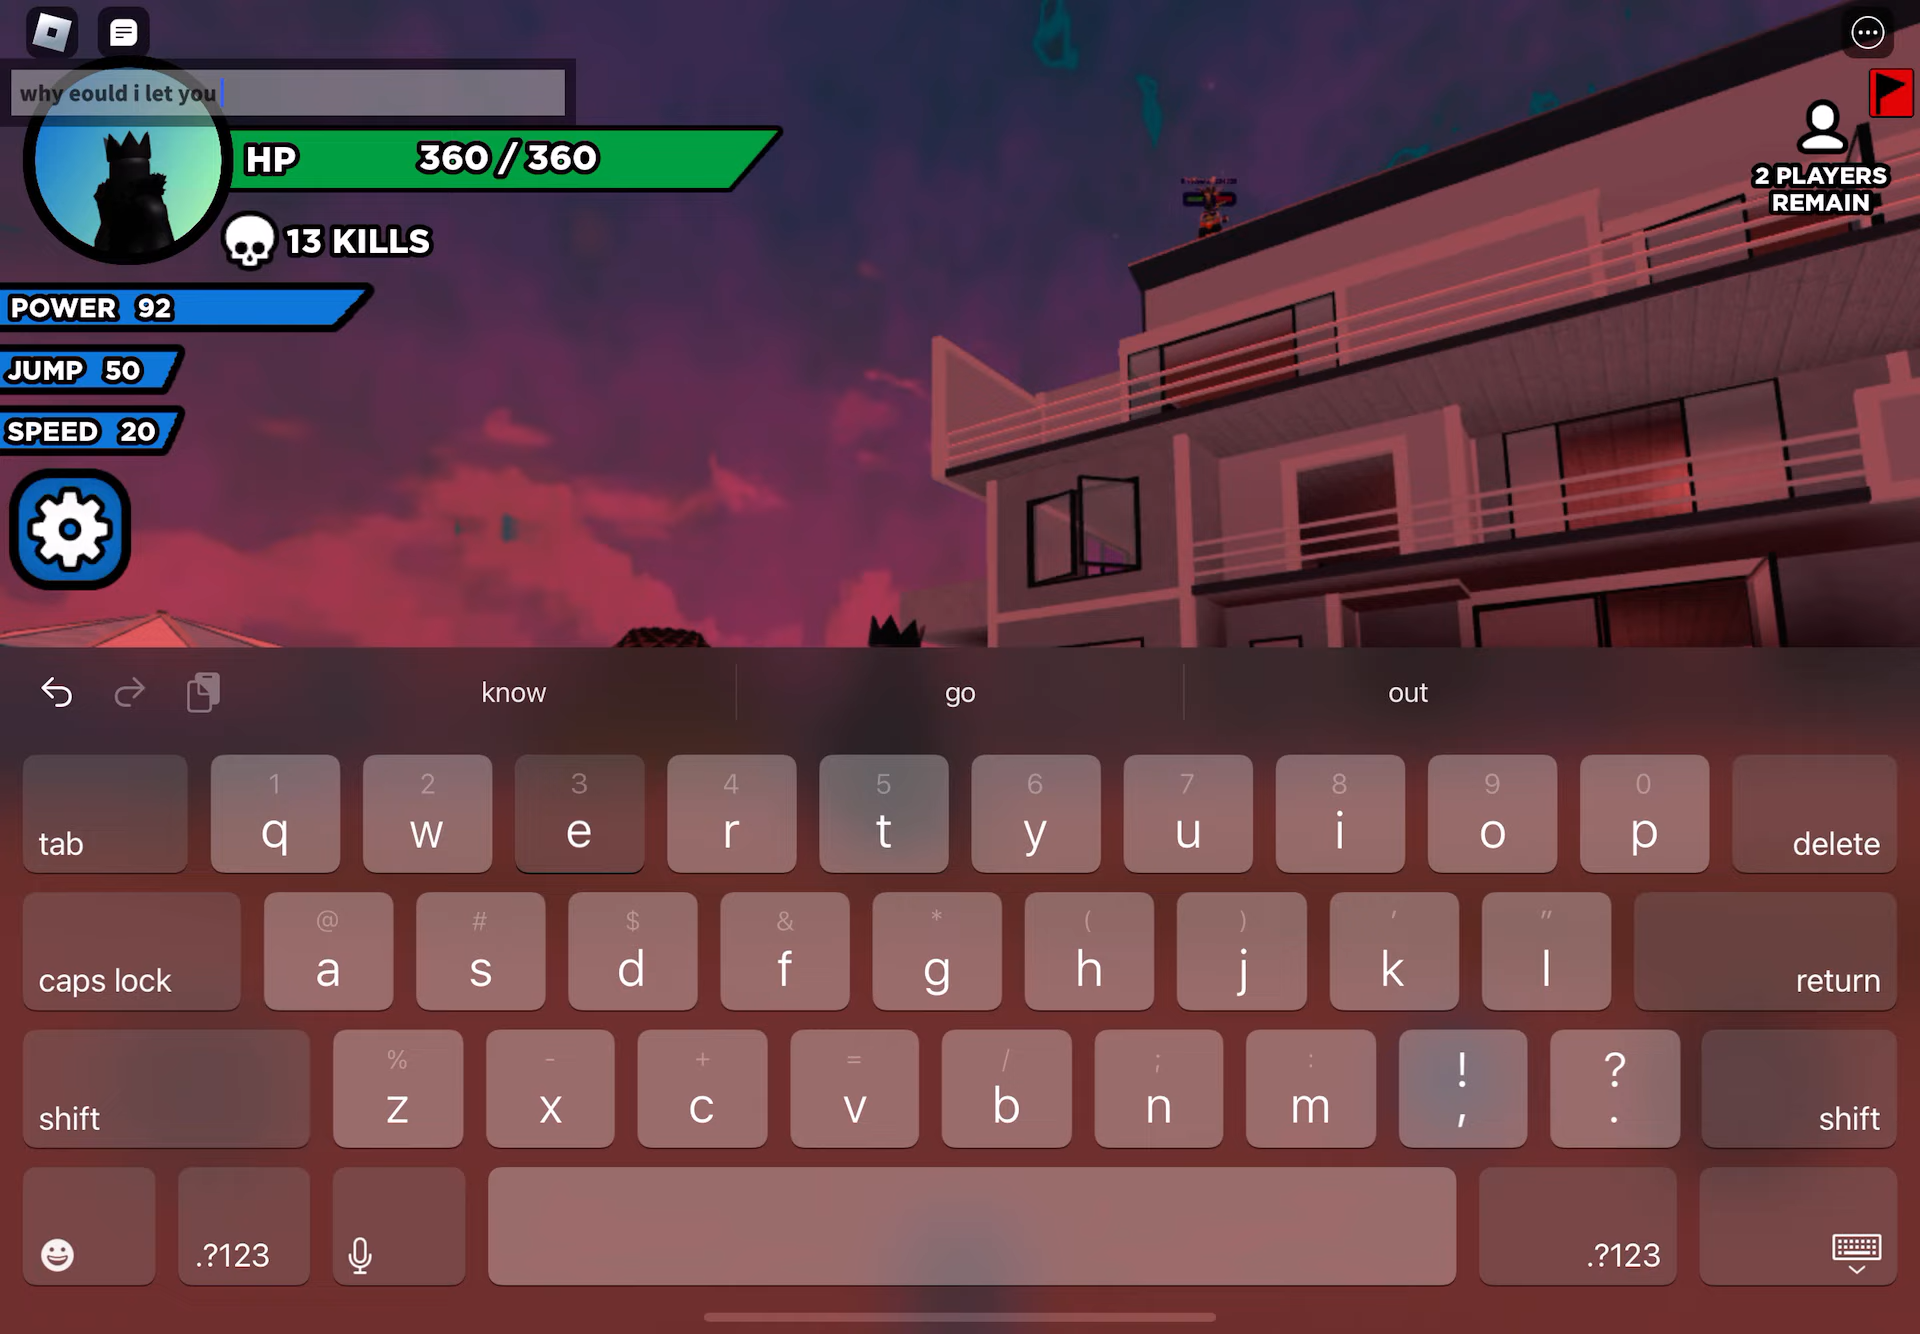 why eould i let you
HP 360/360
13 KILLS
POWER 92
JUMP 50
SPEED 20
2 PLAYERS
REMAIN
know go out
1 2 3 4 5 6 7 8 9 0
tab q w e r t y u i o p delete
@ # $ & * ( ) ' "
caps lock a s d f g h j k l return
% - + = / ; : ! ?
shift z x c v b n m , . shift
.?123 .?123